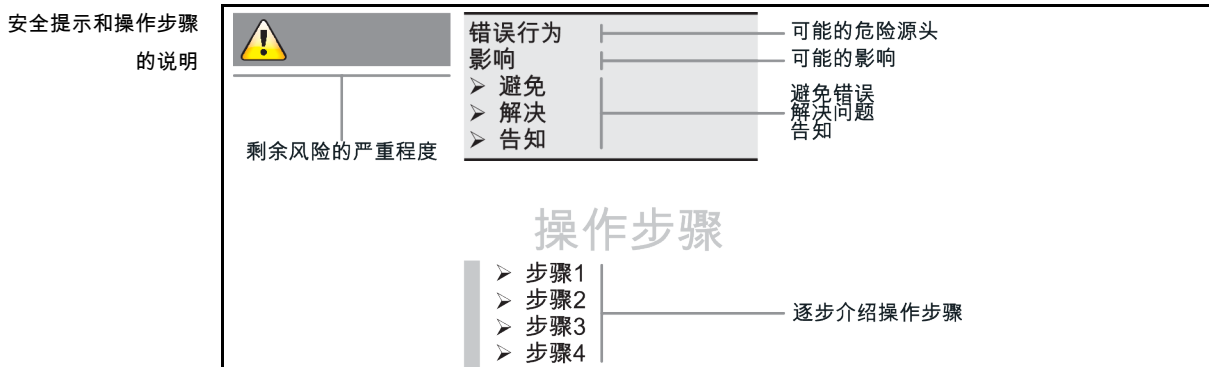 安全提示和操作步骤
的说明
错误行为
影响
➢ 避免
➢ 解决
➢ 告知
可能的危险源头
可能的影响
避免错误
解决问题
告知
剩余风险的严重程度
操作步骤
➢ 步骤1
➢ 步骤2
➢ 步骤3
➢ 步骤4
逐步介绍操作步骤